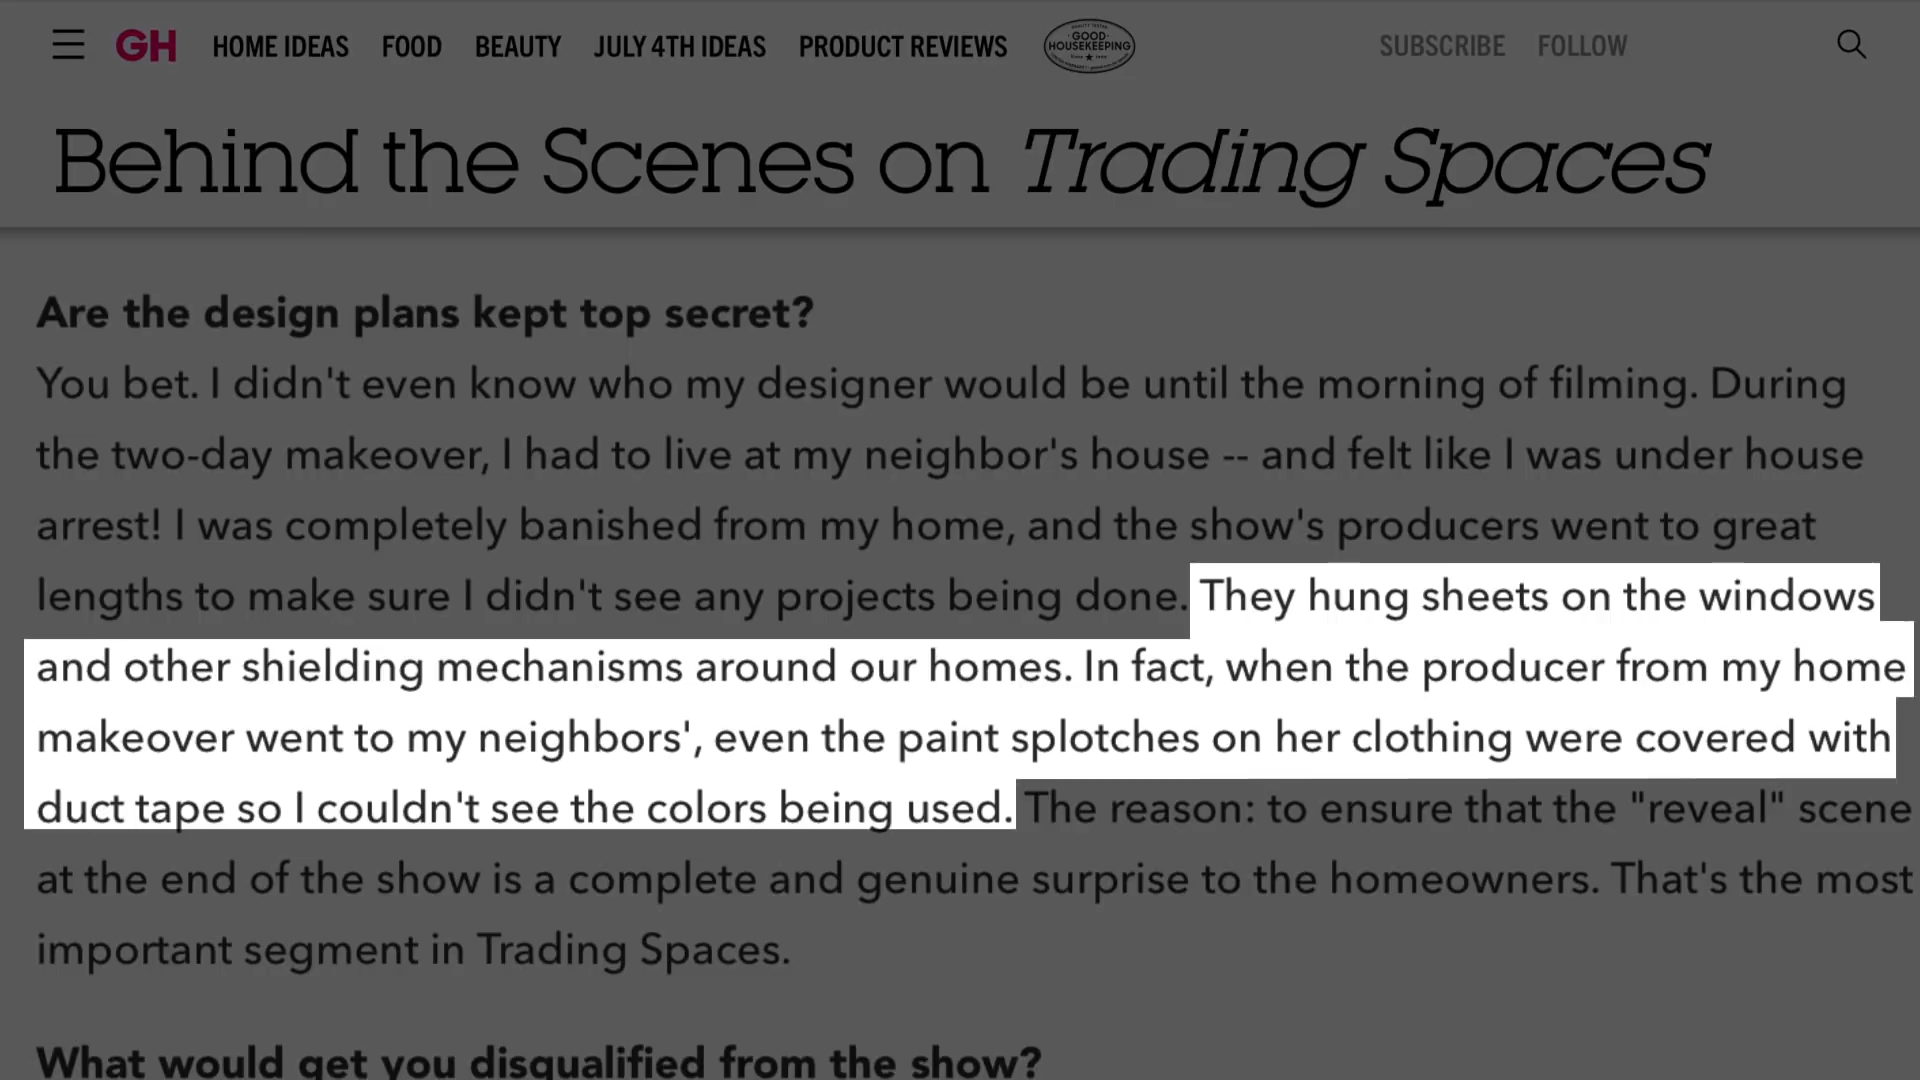 GH HOME IDEAS FOOD BEAUTY JULY 4TH IDEAS PRODUCT REVIEWS GOOD HOUSEKEEPING SUBSCRIBE FOLLOW
Behind the Scenes on Trading Spaces
Are the design plans kept top secret?
You bet. I didn't even know who my designer would be until the morning of filming. During
the two-day makeover, I had to live at my neighbor's house -- and felt like I was under house
arrest! I was completely banished from my home, and the show's producers went to great
lengths to make sure I didn't see any projects being done. They hung sheets on the windows
and other shielding mechanisms around our homes. In fact, when the producer from my home
makeover went to my neighbors', even the paint splotches on her clothing were covered with
duct tape so I couldn't see the colors being used. The reason: to ensure that the "reveal" scene
at the end of the show is a complete and genuine surprise to the homeowners. That's the most
important segment in Trading Spaces.
What would get you disqualified from the show?